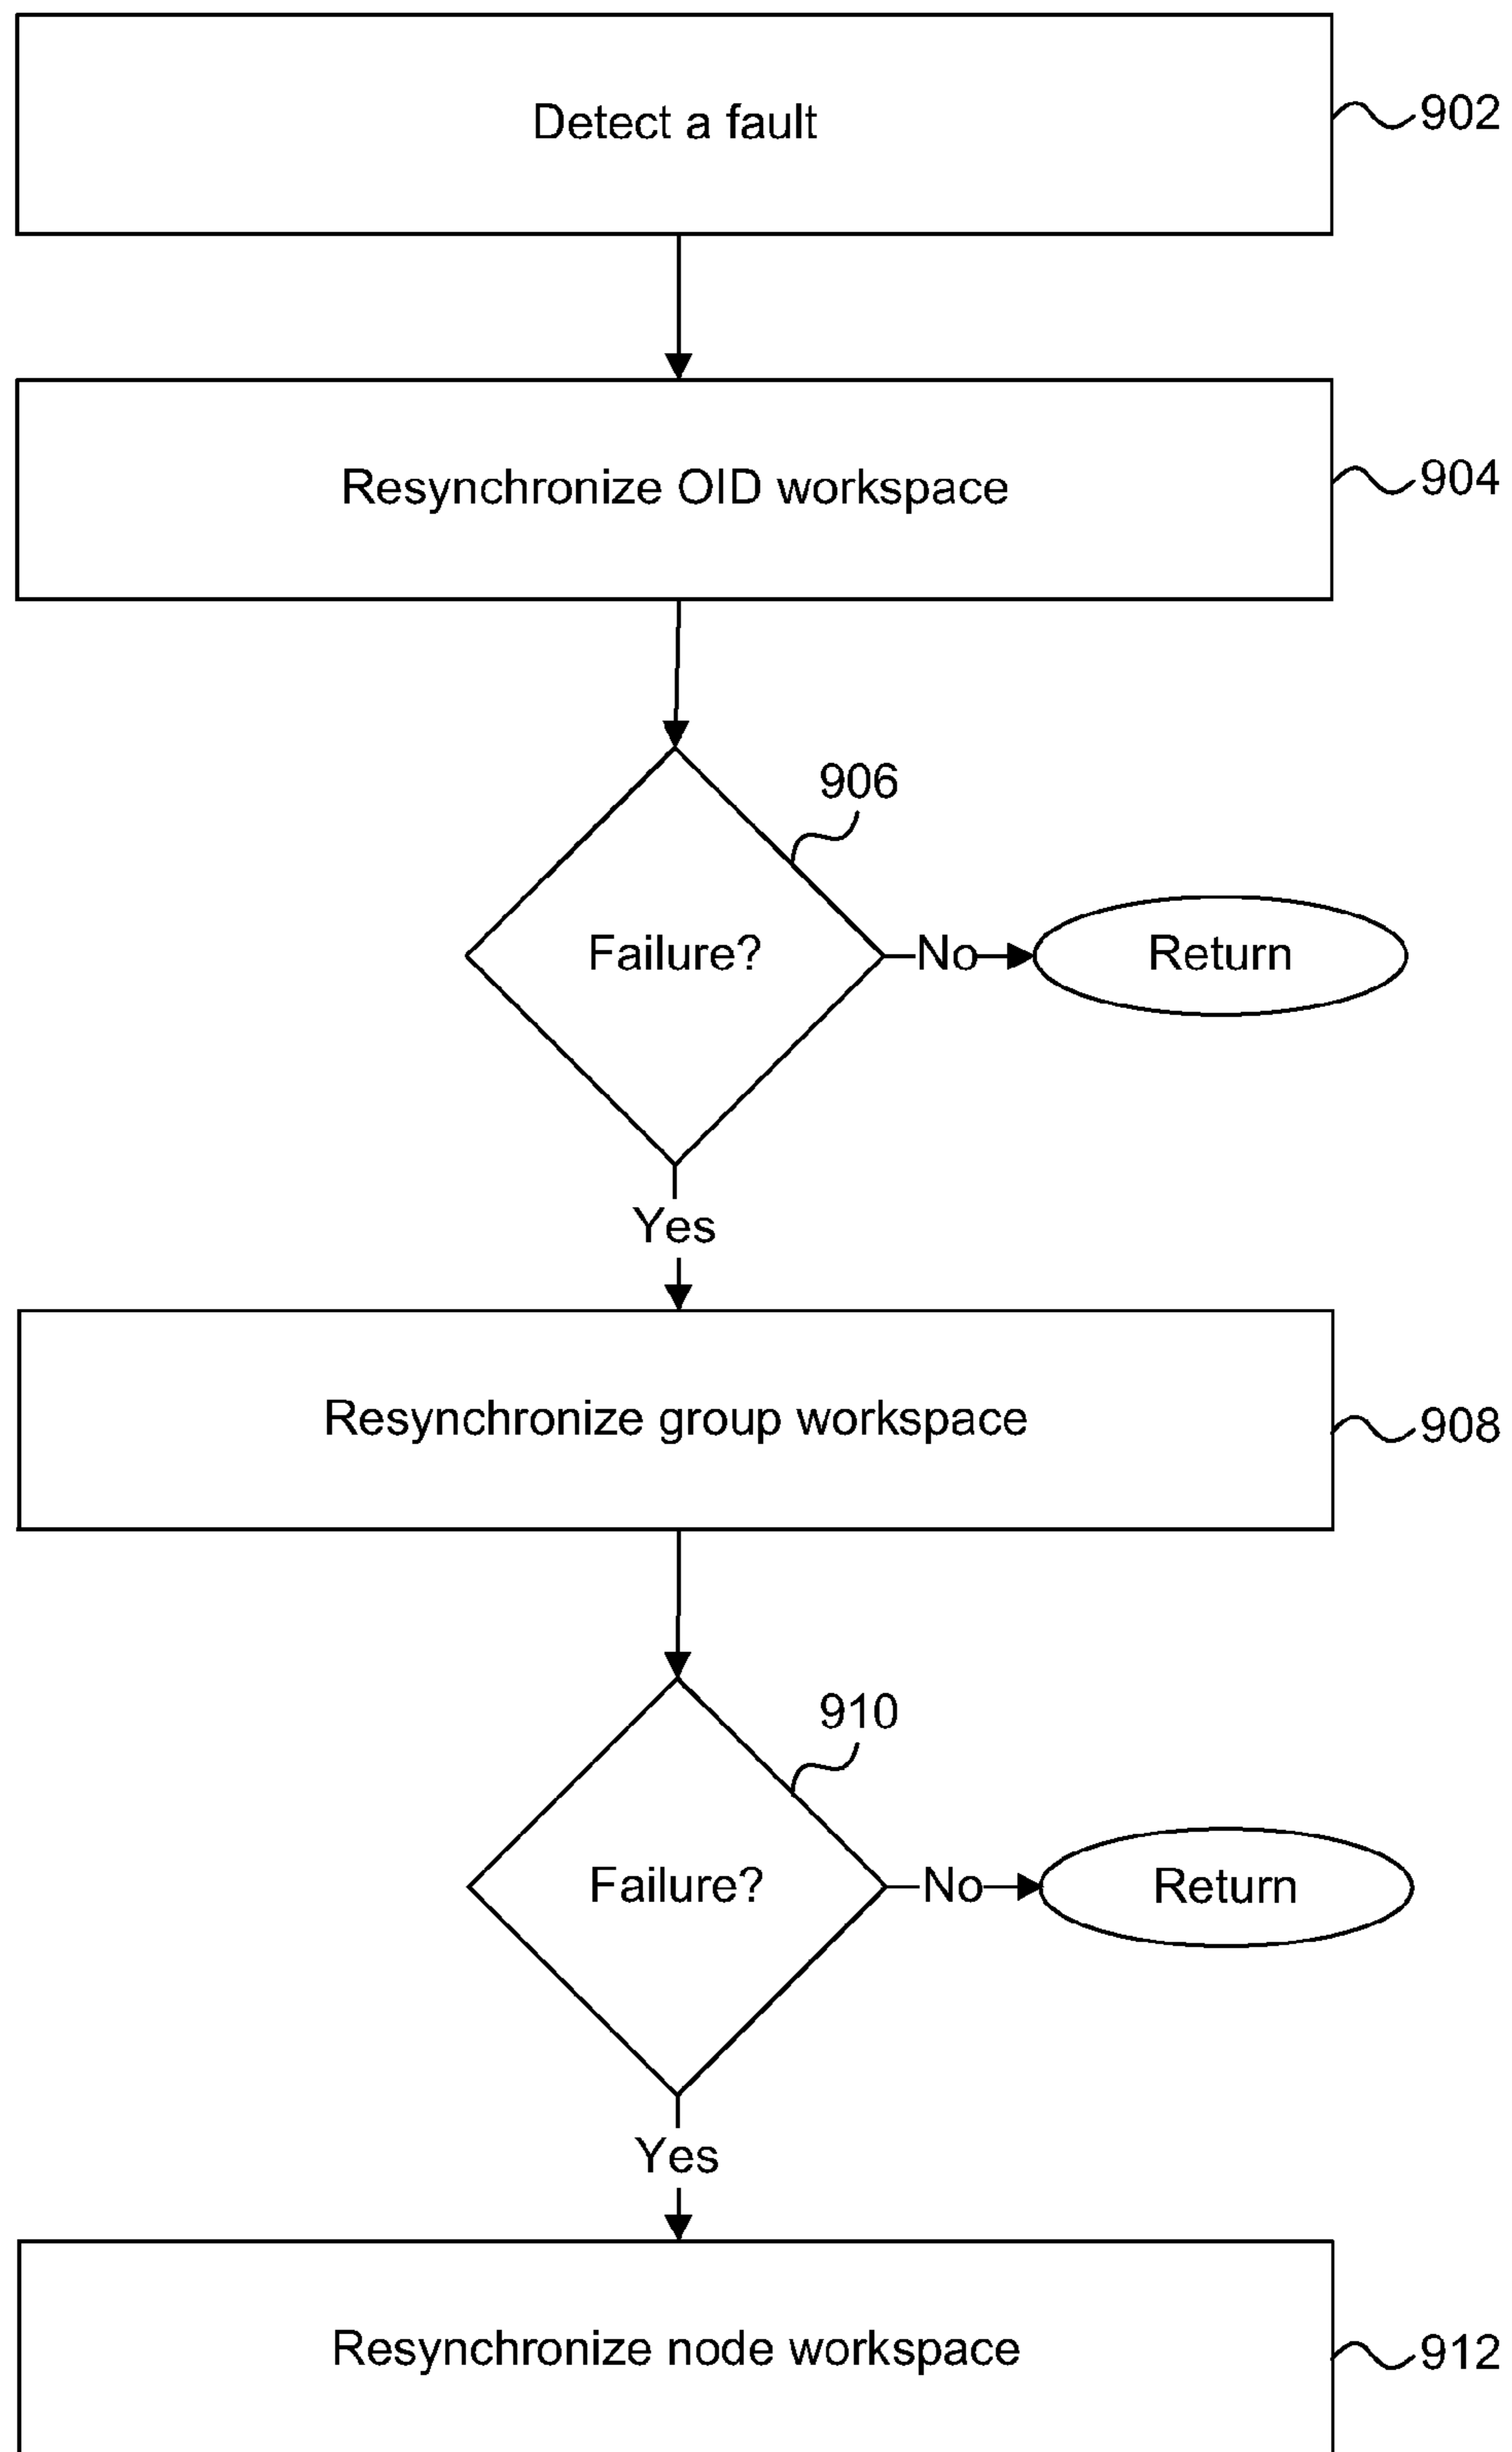 Detect a fault
902
Resynchronize OID workspace
904
906
Failure?
No
Return
Yes
Resynchronize group workspace
908
910
Failure?
No
Return
Yes
Resynchronize node workspace
912